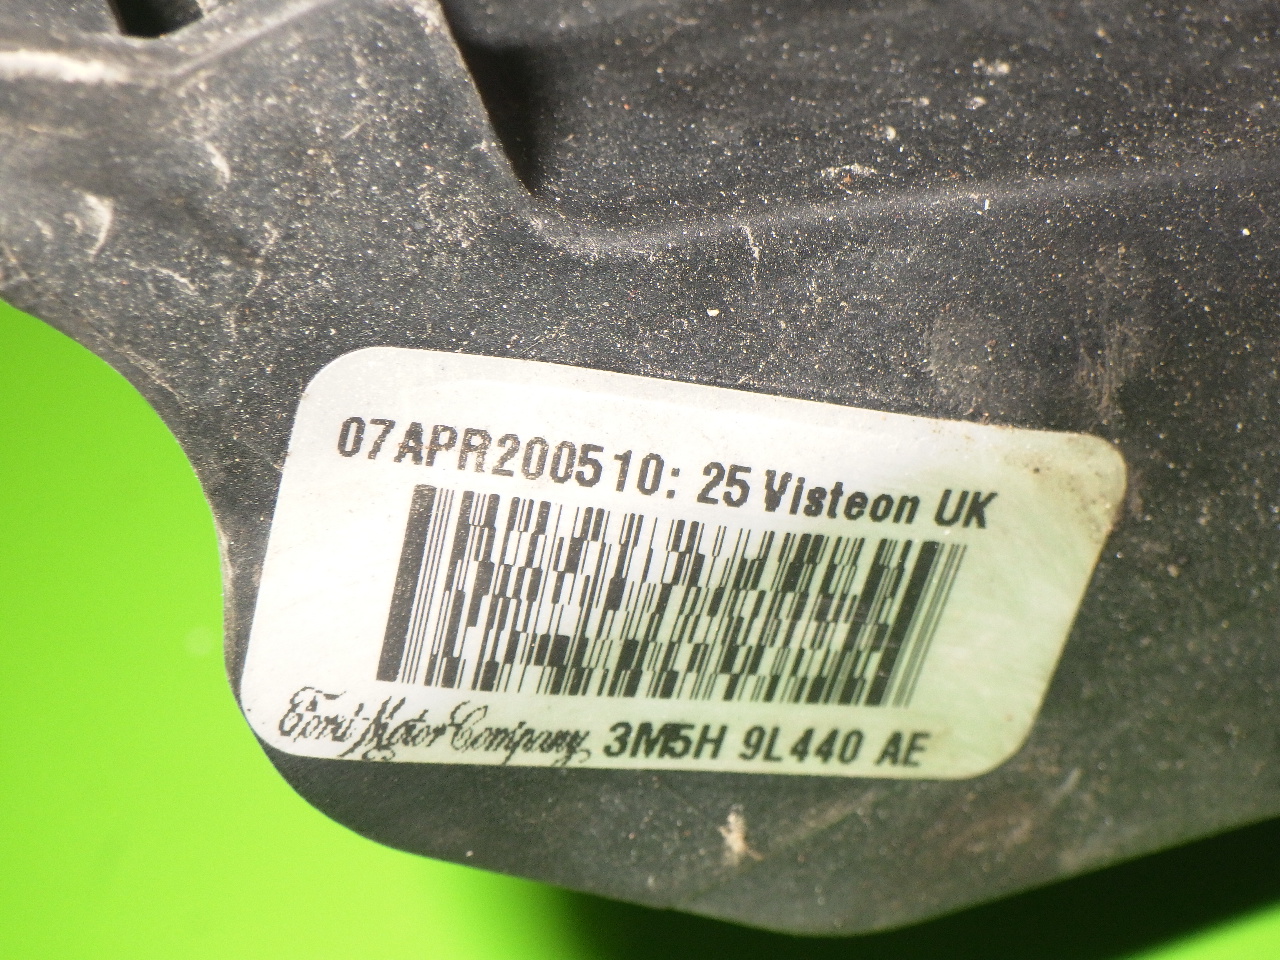 07APR200510:25 Visteon UK
Ford Motor Company 3M5H 9L440 AE